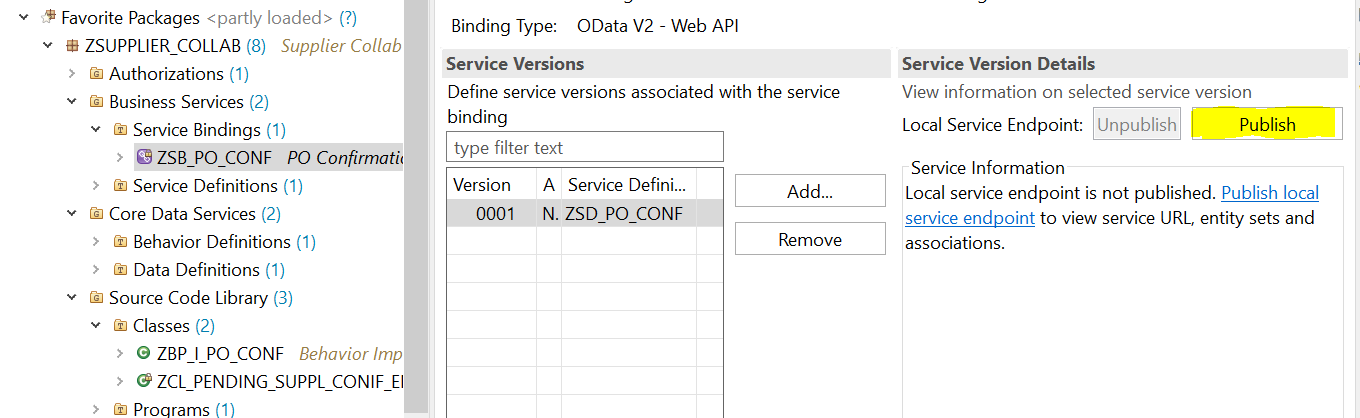 Favorite Packages <partly loaded> (?)
ZSUPPLIER_COLLAB (8) Supplier Collab
Authorizations (1)
Business Services (2)
Service Bindings (1)
ZSB_PO_CONF PO Confirmatic
Service Definitions (1)
Core Data Services (2)
Behavior Definitions (1)
Data Definitions (1)
Source Code Library (3)
Classes (2)
ZBP_I_PO_CONF Behavior Imp
ZCL_PENDING_SUPPL_CONIF_EI
Programs (1)
Binding Type: OData V2 - Web API
Service Versions
Define service versions associated with the service
binding
type filter text
Version A Service Defini...
0001 N. ZSD_PO_CONF
Add...
Remove
Service Version Details
View information on selected service version
Local Service Endpoint: Unpublish Publish
Service Information
Local service endpoint is not published. Publish local
service endpoint to view service URL, entity sets and
associations.